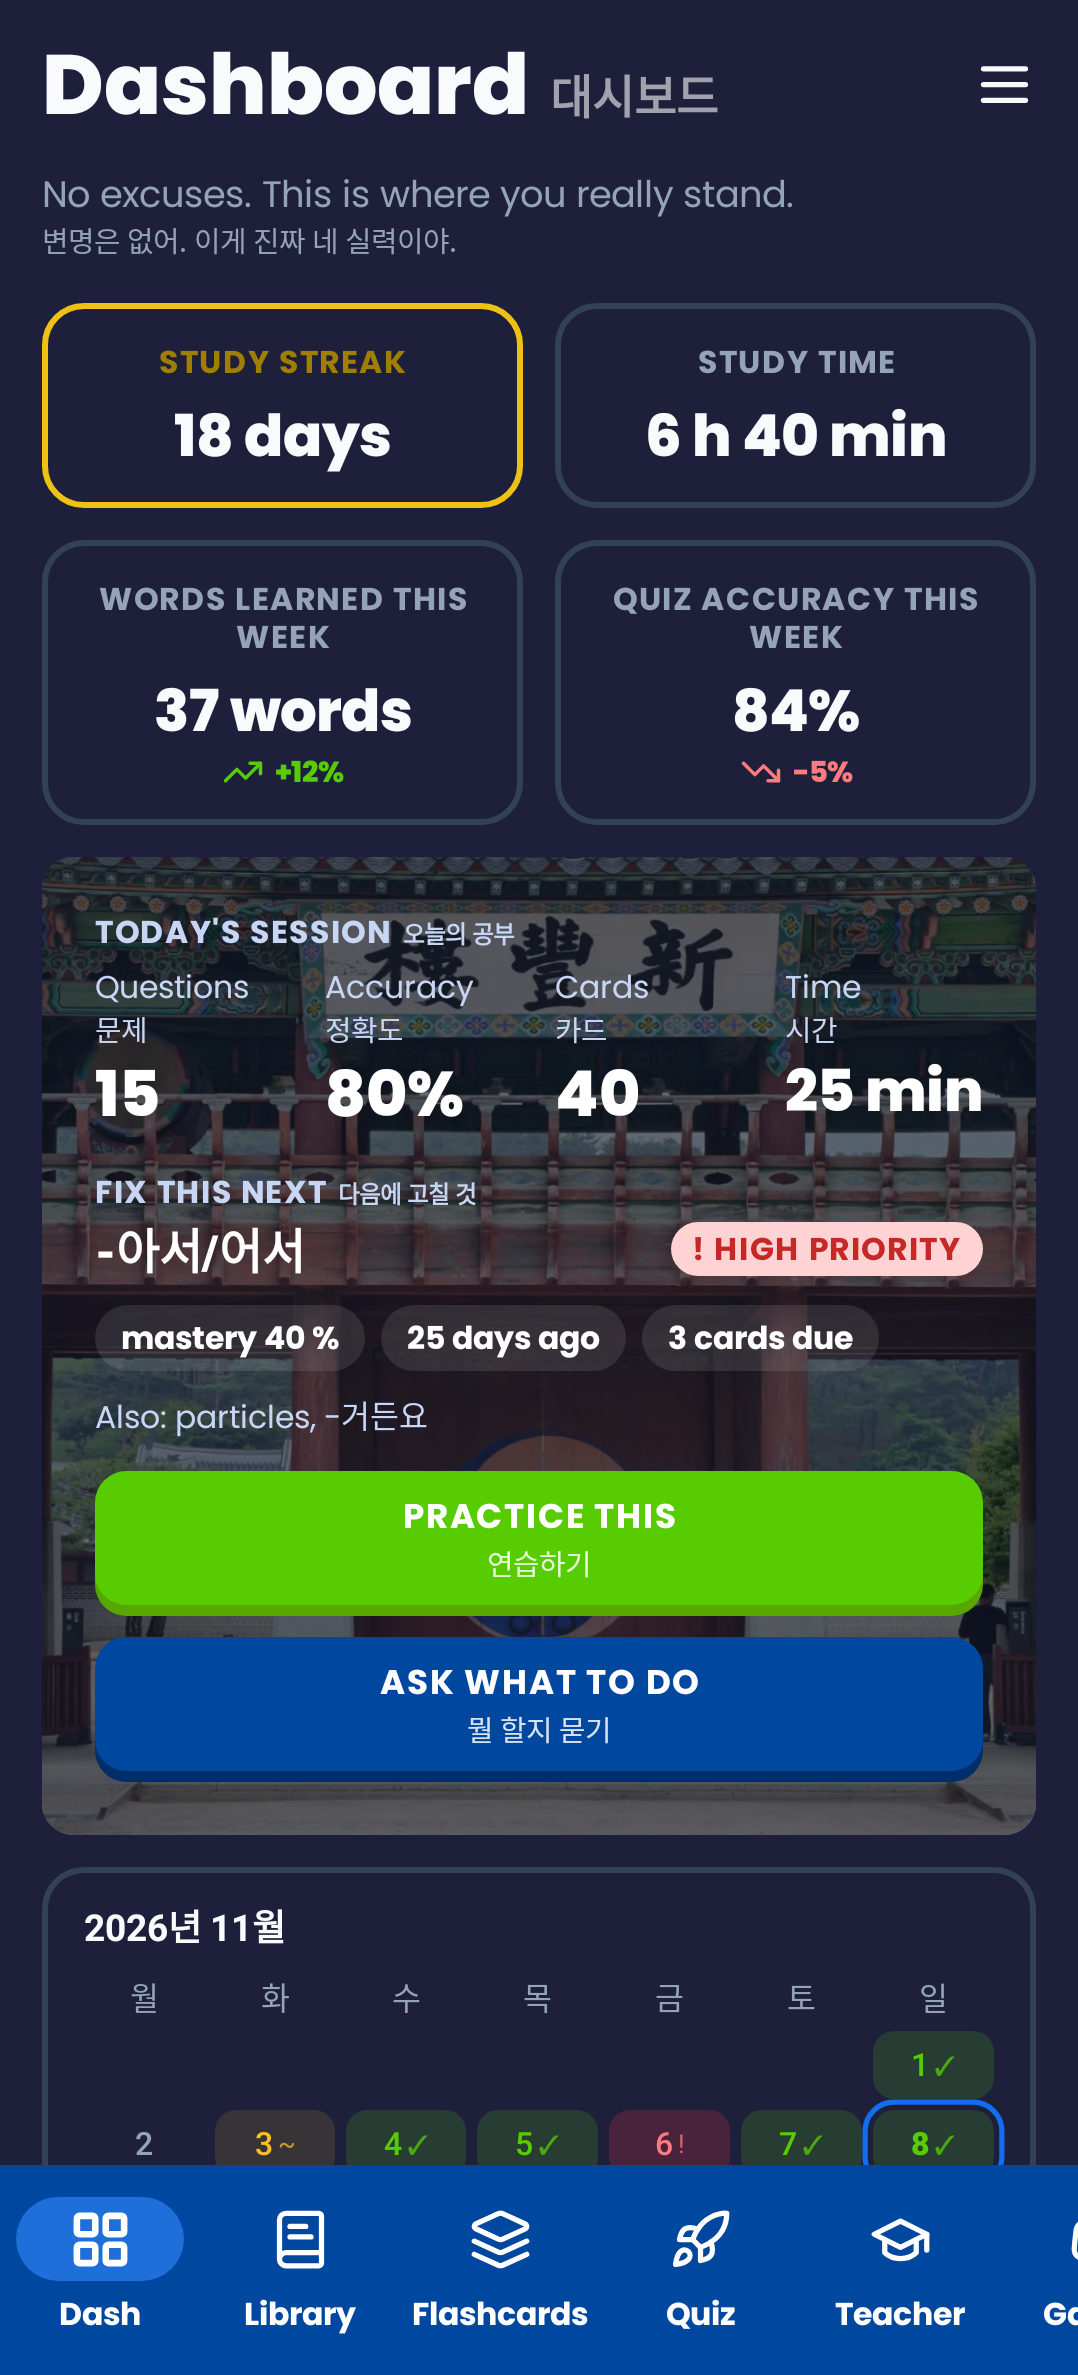 Dashboard 대시보드
No excuses. This is where you really stand.
변명은 없어. 이게 진짜 네 실력이야.
STUDY STREAK
18 days
STUDY TIME
6 h 40 min
WORDS LEARNED THIS
WEEK
37 words
+12%
QUIZ ACCURACY THIS
WEEK
84%
-5%
新豐樓
TODAY'S SESSION 오늘의 공부
Questions
문제
15
Accuracy
정확도
80%
Cards
카드
40
Time
시간
25 min
FIX THIS NEXT 다음에 고칠 것
-아서/어서
! HIGH PRIORITY
mastery 40 %
25 days ago
3 cards due
Also: particles, -거든요
PRACTICE THIS
연습하기
ASK WHAT TO DO
뭘 할지 묻기
2026년 11월
월 화 수 목 금 토 일
1✓
2 3~ 4✓ 5✓ 6! 7✓ 8✓
Dash
Library
Flashcards
Quiz
Teacher